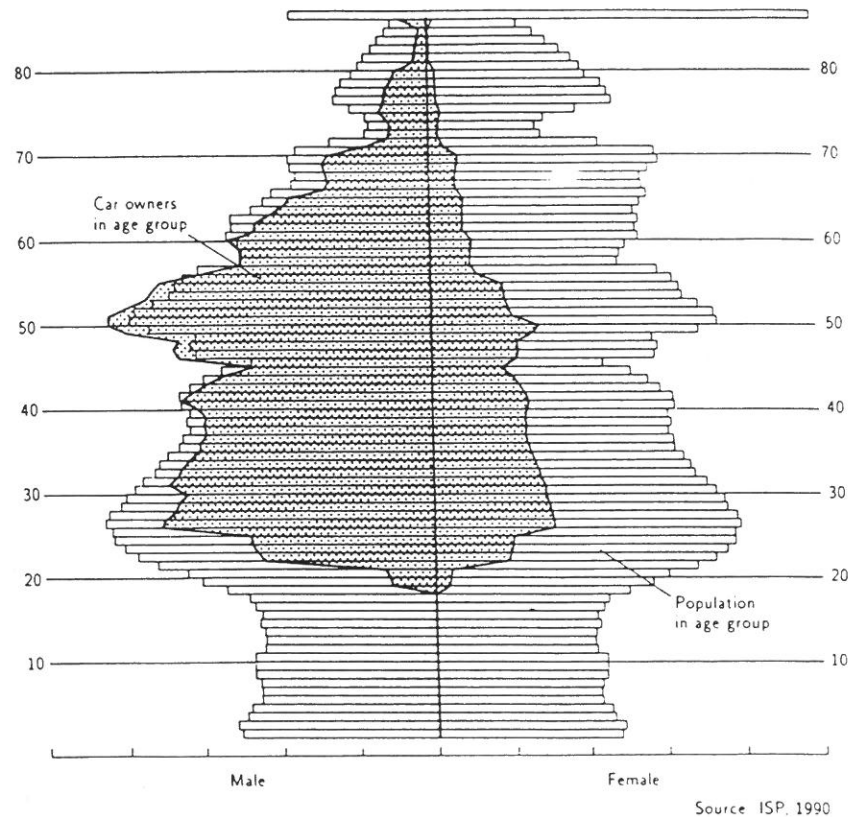 80 80
70 70
Car owners
in age group
60 60
50 50
40 40
30 30
20 20
Population
in age group
10 10
Male Female
Source ISP, 1990